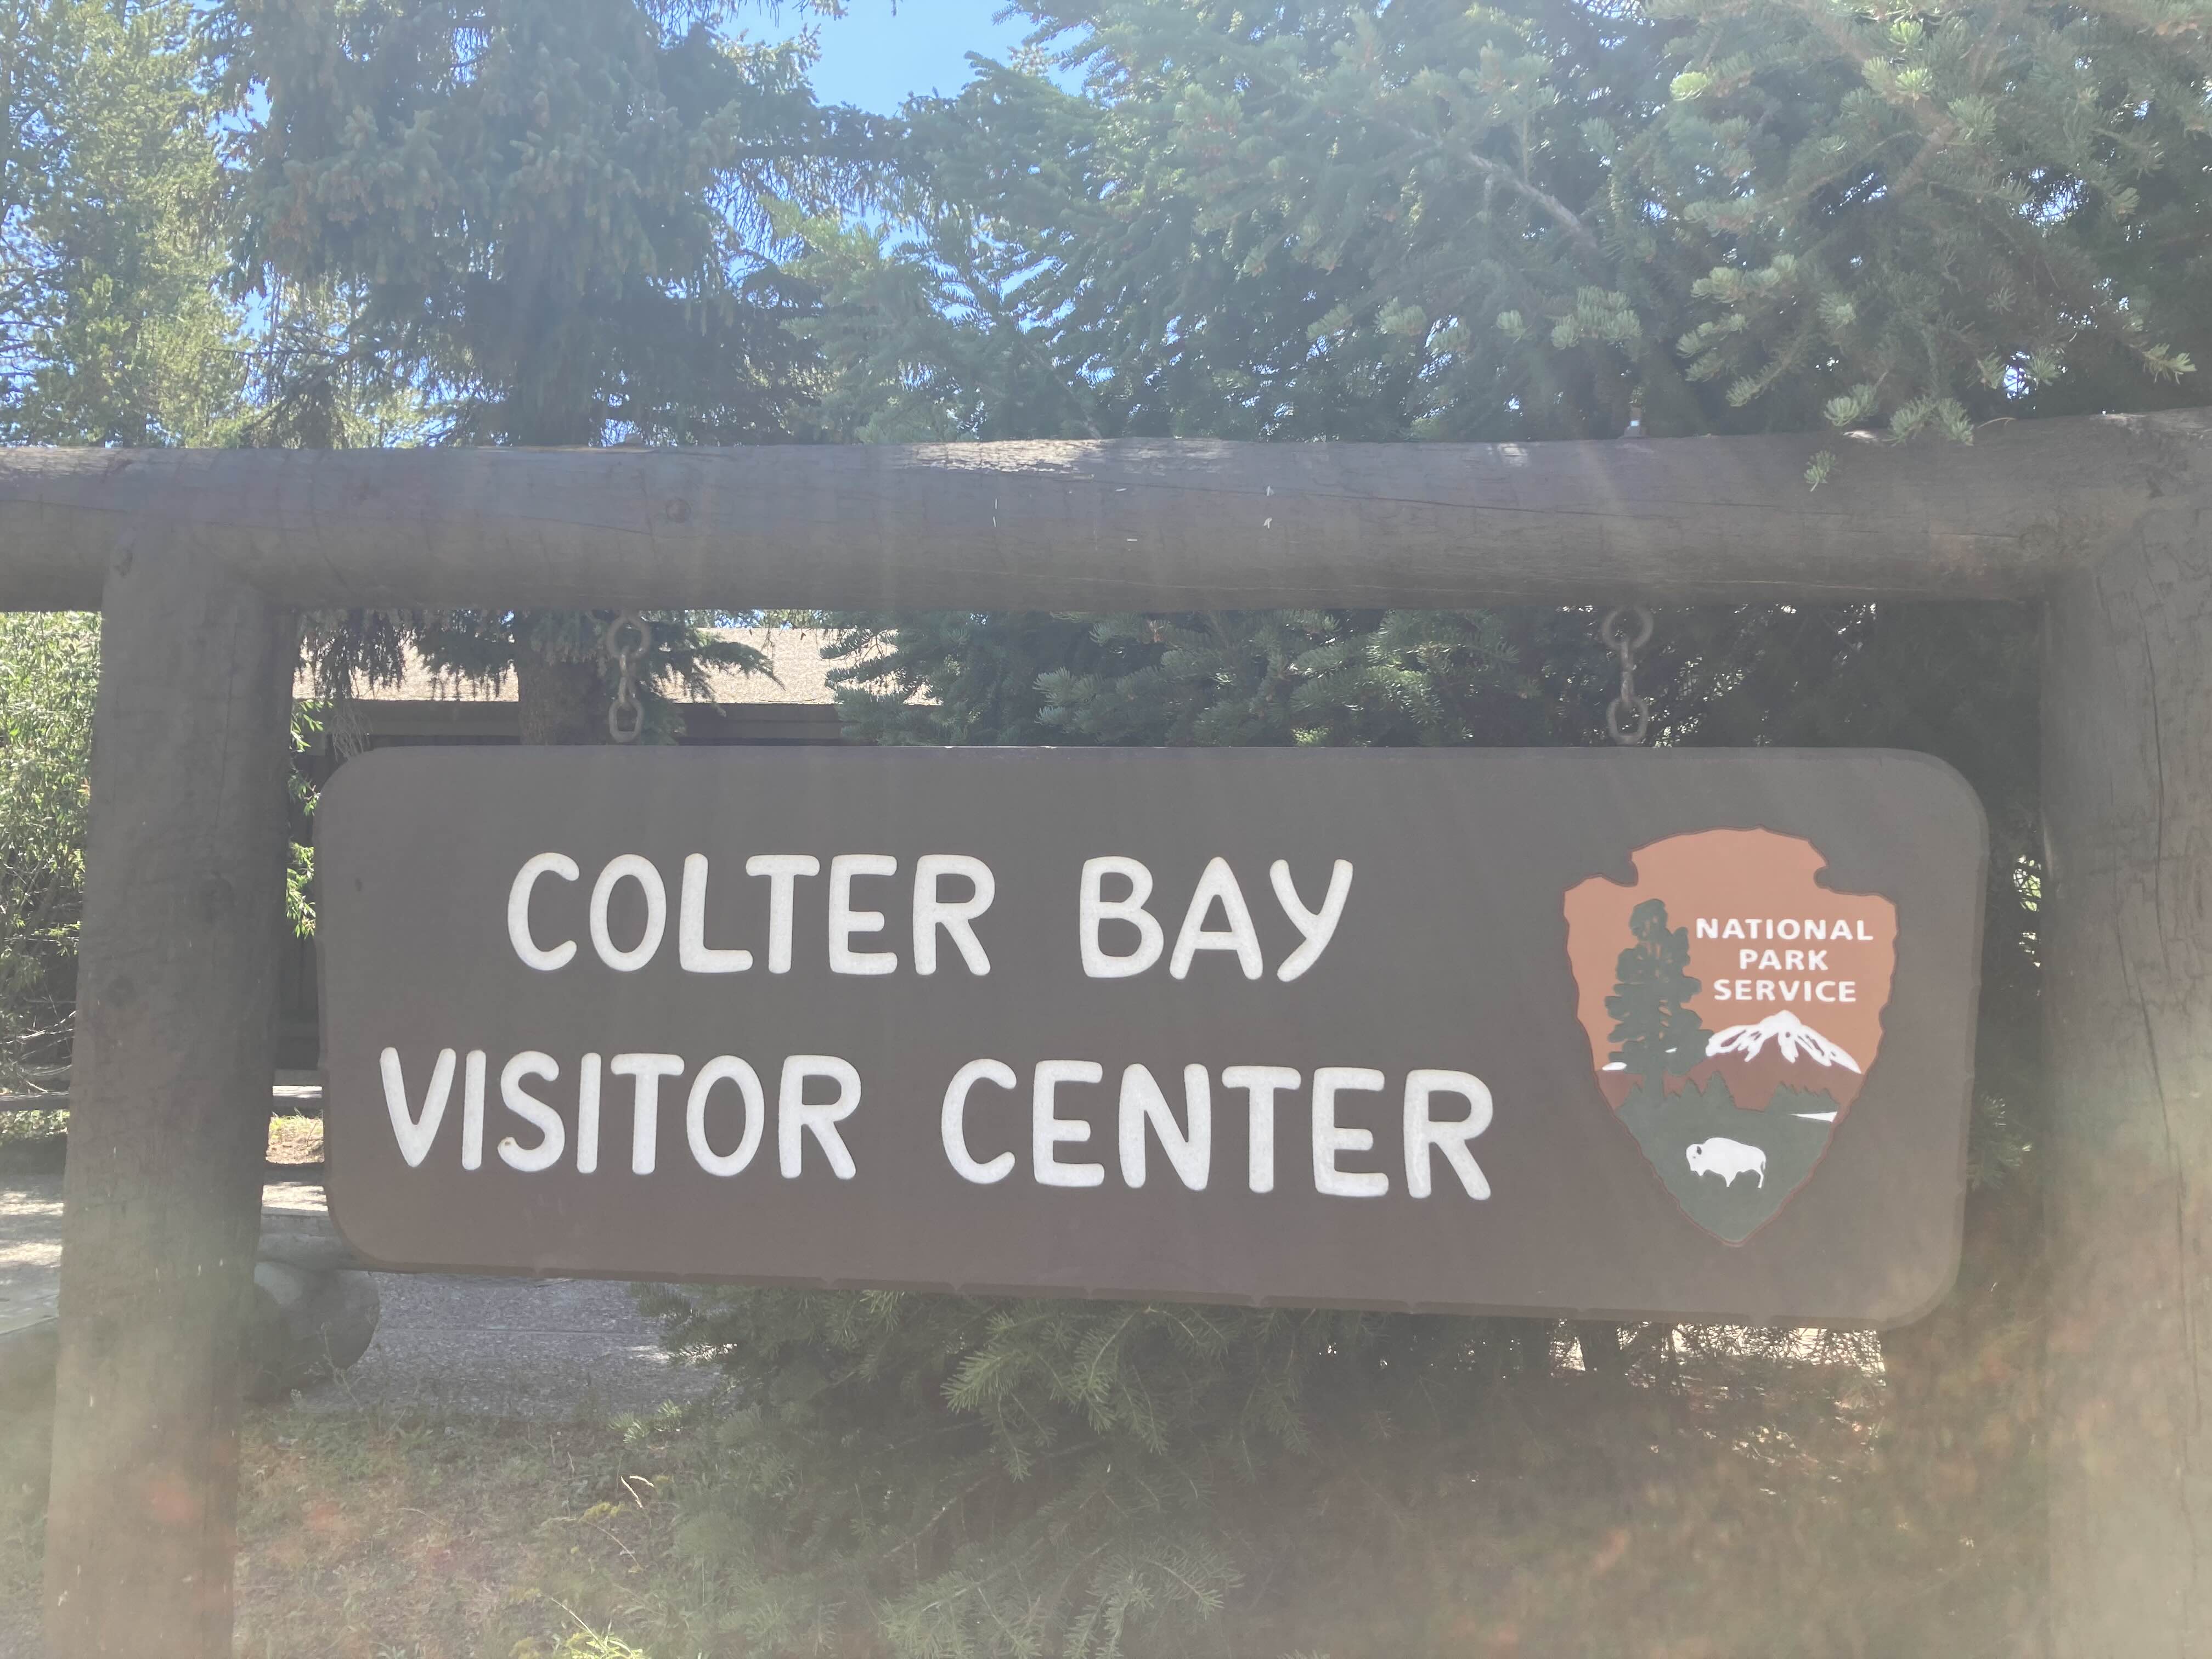 COLTER BAY
VISITOR CENTER
NATIONAL
PARK
SERVICE